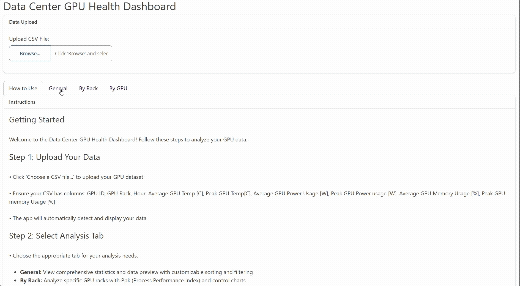 Data Center GPU Health Dashboard
Data Upload
Upload CSV File:
Browse...
How to Use General By Rack By GPU
Instructions
Getting Started
Welcome to the Data Center GPU Health Dashboard! Follow these steps to analyze your GPU data.
Step 1: Upload Your Data
• Click 'Choose a CSV file...' to upload your GPU dataset
• Ensure your CSV has columns: GPU ID, GPU Rack, Hour, Average GPU Temp [C], Peak GPU Temp[C], Average GPU Power Usage [W], Peak GPU Power usage [W], Average GPU Memory Usage [%], Peak GPU
memory Usage [%]
• The app will automatically detect and display your data
Step 2: Select Analysis Tab
• Choose the appropriate tab for your analysis needs:
• General: View comprehensive statistics and data preview with customizable sorting and filtering
• By Rack: Analyze specific GPU racks with Ppk (Process Performance Index) and control charts